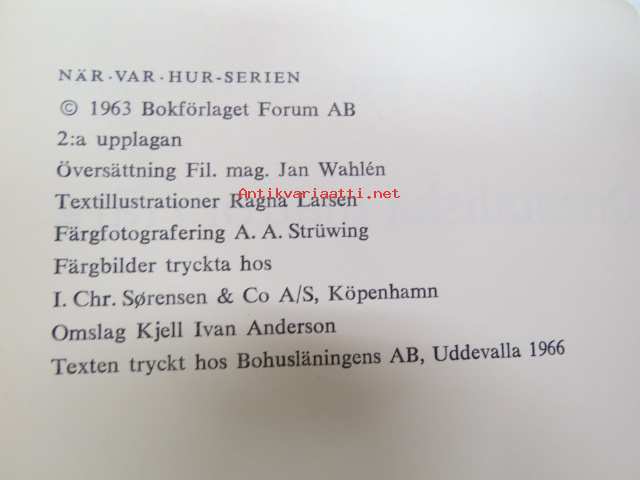 NÄR·VAR·HUR-SERIEN
© 1963 Bokförlaget Forum AB
2:a upplagan
Översättning Fil. mag. Jan Wahlén
Antikvariaatti.net
Textillustrationer Ragna Larsen
Färgfotografering A. A. Strüwing
Färgbilder tryckta hos
I. Chr. Sørensen & Co A/S, Köpenhamn
Omslag Kjell Ivan Anderson
Texten tryckt hos Bohusläningens AB, Uddevalla 1966